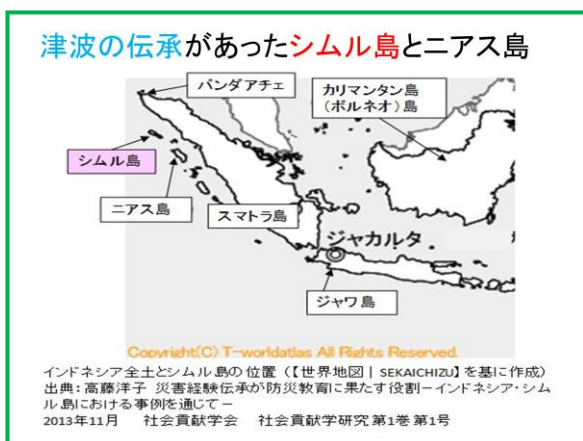 津波の伝承があったシムル島とニアス島
バンダアチェ
カリマンタン島
(ボルネオ)島
シムル島
ニアス島
スマトラ島
ジャカルタ
ジャワ島
Copyright(C) T-worldatlas All Rights Reserved.
インドネシア全土とシムル島の位置（【世界地図 | SEKAICHIZU】を基に作成）
出典：高藤洋子 災害経験伝承が防災教育に果たす役割－インドネシア・シム
ル島における事例を通じて－
2013年11月　社会貢献学会　社会貢献学研究 第1巻 第1号